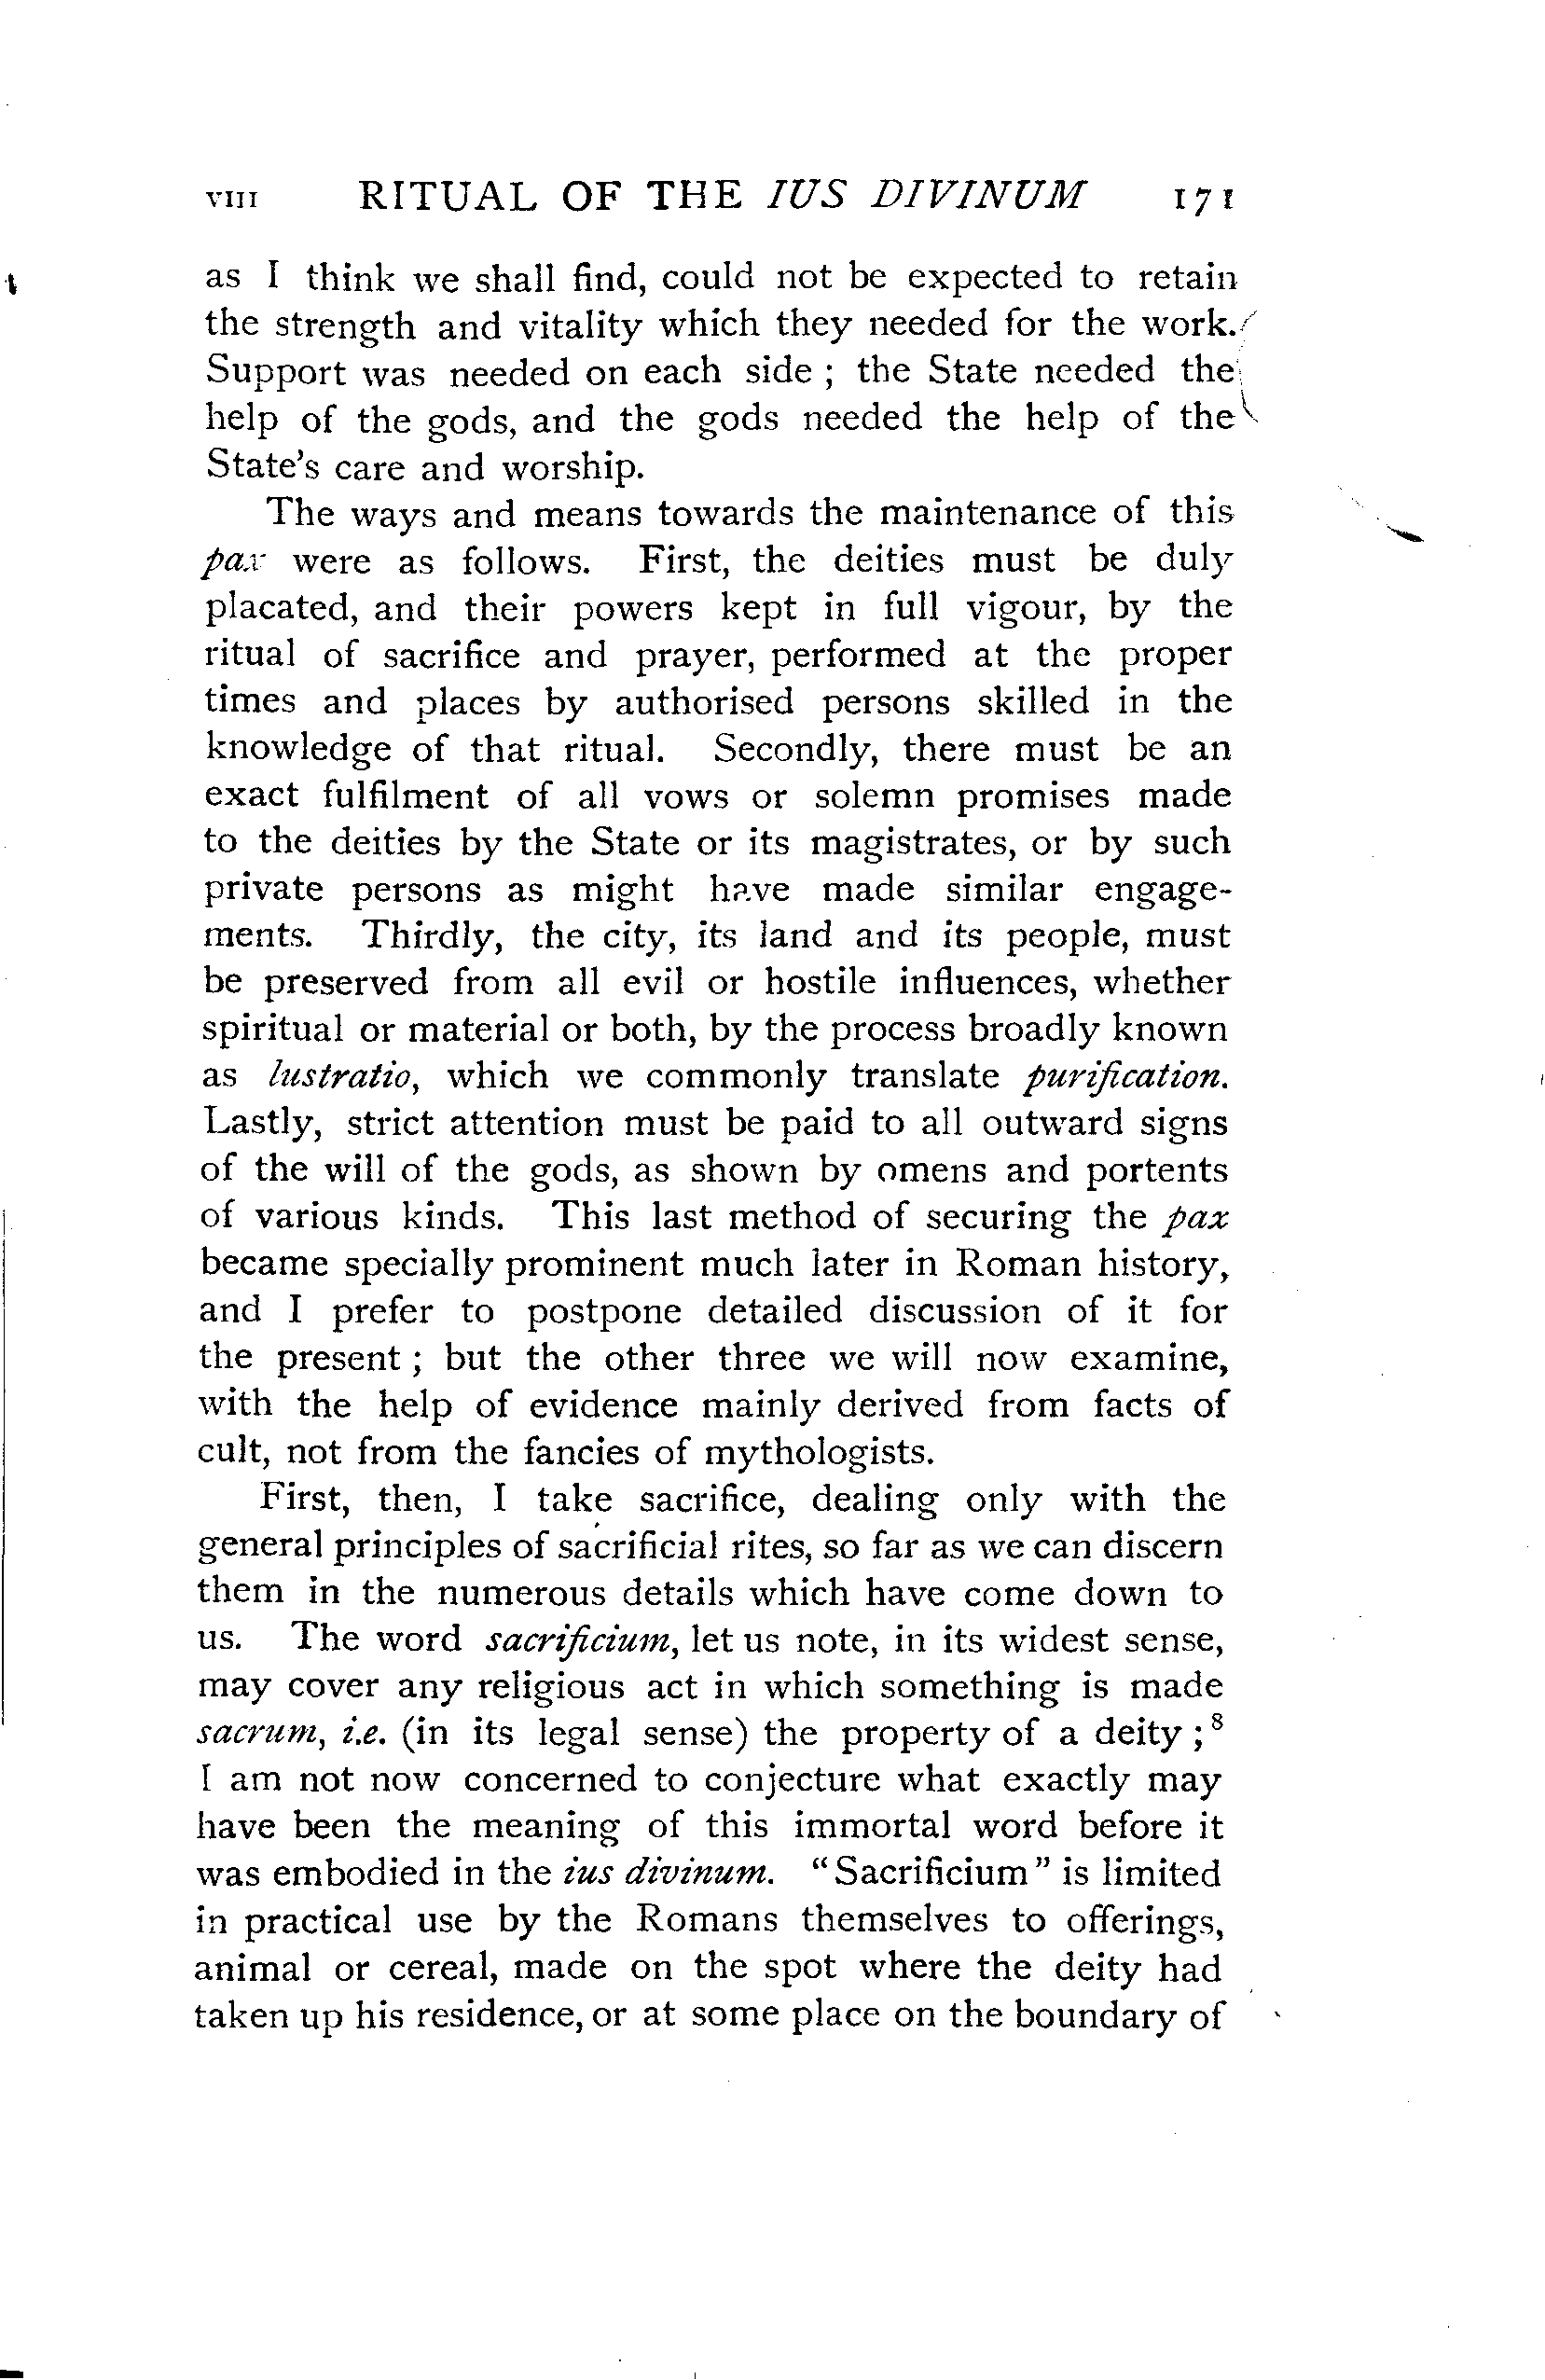 VIII RITUAL OF THE IUS DIVINUM 171
as I think we shall find, could not be expected to retain
the strength and vitality which they needed for the work.
Support was needed on each side ; the State needed the
help of the gods, and the gods needed the help of the
State's care and worship.
The ways and means towards the maintenance of this
pax were as follows. First, the deities must be duly
placated, and their powers kept in full vigour, by the
ritual of sacrifice and prayer, performed at the proper
times and places by authorised persons skilled in the
knowledge of that ritual. Secondly, there must be an
exact fulfilment of all vows or solemn promises made
to the deities by the State or its magistrates, or by such
private persons as might have made similar engage-
ments. Thirdly, the city, its land and its people, must
be preserved from all evil or hostile influences, whether
spiritual or material or both, by the process broadly known
as lustratio, which we commonly translate purification.
Lastly, strict attention must be paid to all outward signs
of the will of the gods, as shown by omens and portents
of various kinds. This last method of securing the pax
became specially prominent much later in Roman history,
and I prefer to postpone detailed discussion of it for
the present ; but the other three we will now examine,
with the help of evidence mainly derived from facts of
cult, not from the fancies of mythologists.
First, then, I take sacrifice, dealing only with the
general principles of sacrificial rites, so far as we can discern
them in the numerous details which have come down to
us. The word sacrificium, let us note, in its widest sense,
may cover any religious act in which something is made
sacrum, i.e. (in its legal sense) the property of a deity ;⁸
I am not now concerned to conjecture what exactly may
have been the meaning of this immortal word before it
was embodied in the ius divinum. “ Sacrificium ” is limited
in practical use by the Romans themselves to offerings,
animal or cereal, made on the spot where the deity had
taken up his residence, or at some place on the boundary of